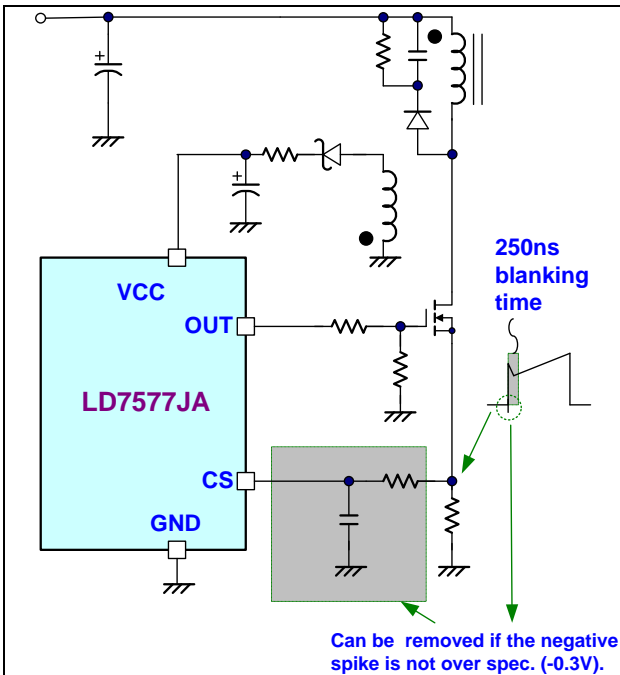 +
+
250ns
blanking
time
VCC
OUT
LD7577JA
CS
GND
Can be removed if the negative
spike is not over spec. (-0.3V).